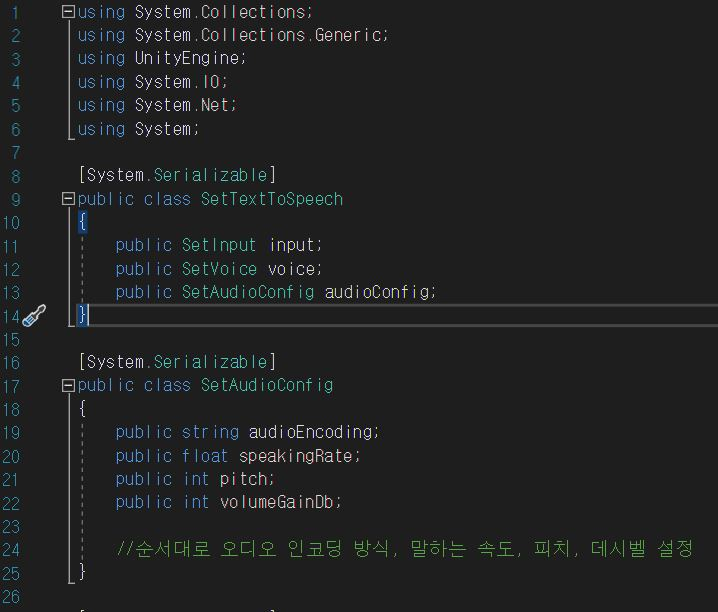 1 using System.Collections;
2 using System.Collections.Generic;
3 using UnityEngine;
4 using System.IO;
5 using System.Net;
6 using System;
7
8 [System.Serializable]
9 public class SetTextToSpeech
10 {
11 public SetInput input;
12 public SetVoice voice;
13 public SetAudioConfig audioConfig;
14 }
15
16 [System.Serializable]
17 public class SetAudioConfig
18 {
19 public string audioEncoding;
20 public float speakingRate;
21 public int pitch;
22 public int volumeGainDb;
23
24 //순서대로 오디오 인코딩 방식, 말하는 속도, 피치, 데시벨 설정
25 }
26